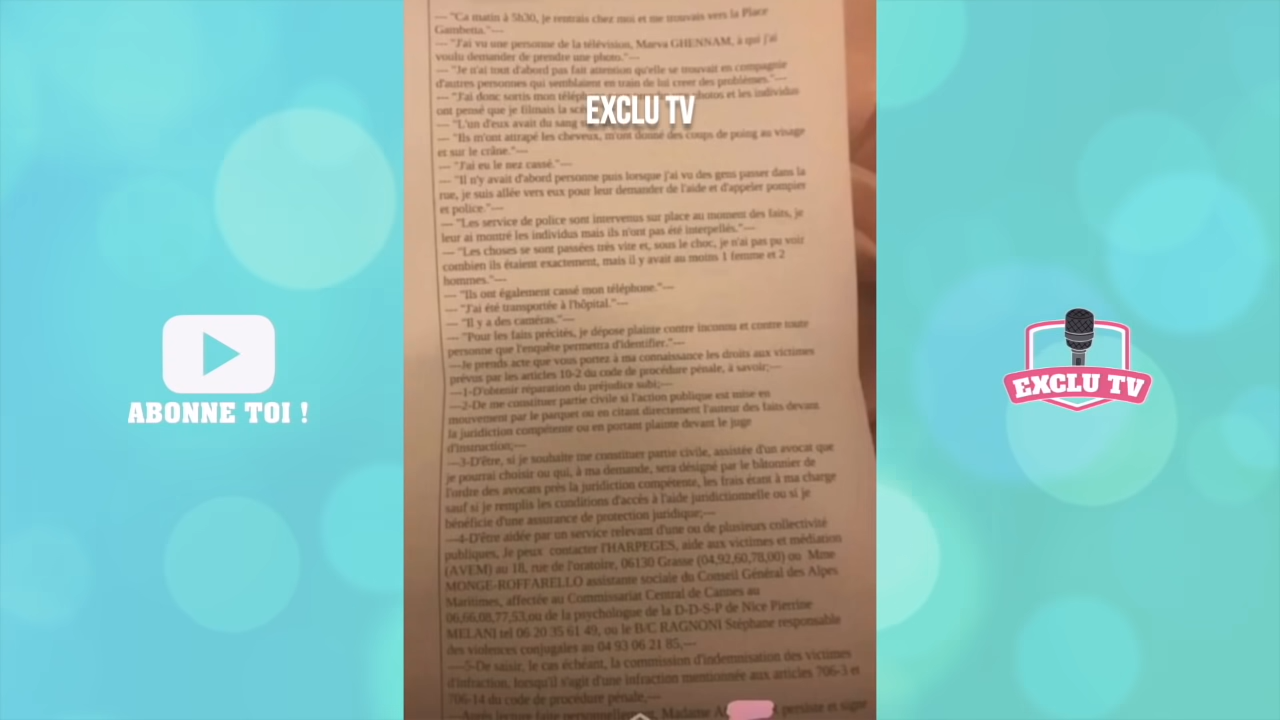 — "Ca matin à 5h30, je rentrais chez moi et me trouvais vers la Place
Gambetta."—
— "J'ai vu une personne de la télévision, Maeva GHENNAM, à qui j'ai
voulu demander de prendre une photo."—
— "Je n'ai tout d'abord pas fait attention qu'elle se trouvait en compagnie
d'autres personnes qui semblaient en train de lui creer des problèmes."—
— "J'ai donc sortis mon photos et les individus
ont pensé que je filmais la
— "L'un d'eux avait du sang
— "Ils m'ont attrapé les cheveux, m'ont donné des coups de poing au visage
et sur le crâne."—
— "J'ai eu le nez cassé."—
— "Il n'y avait d'abord personne puis lorsque j'ai vu des gens passer dans la
rue, je suis allée vers eux pour leur demander de l'aide et d'appeler pompier
et police."—
— "Les service de police sont intervenus sur place au moment des faits, je
leur ai montré les individus mais ils n'ont pas été interpellés."—
— "Les choses se sont passées très vite et, sous le choc, je n'ai pas pu voir
combien ils étaient exactement, mais il y avait au moins 1 femme et 2
hommes."—
— "Ils ont également cassé mon téléphone."—
— "J'ai été transportée à l'hôpital."—
— "Il y a des caméras."—
— "Pour les faits précités, je dépose plainte contre inconnu et contre toute
personne que l'enquête permettra d'identifier."—
—Je prends acte que vous portez à ma connaissance les droits aux victimes
prévus par les articles 10-2 du code de procédure pénale, à savoir;—
—1-D'obtenir réparation du préjudice subi;—
—2-De me constituer partie civile si l'action publique est mise en
mouvement par le parquet ou en citant directement l'auteur des faits devant
la juridiction compétente ou en portant plainte devant le juge
d'instruction;—
—3-D'être, si je souhaite me constituer partie civile, assistée d'un avocat que
je pourrai choisir ou qui, à ma demande, sera désigné par le bâtonnier de
l'ordre des avocats près la juridiction compétente, les frais étant à ma charge
sauf si je remplis les conditions d'accès à l'aide juridictionnelle ou si je
bénéficie d'une assurance de protection juridique;—
—4-D'être aidée par un service relevant d'une ou de plusieurs collectivité
publiques, Je peux contacter l'HARPEGES, aide aux victimes et médiation
(AVEM) au 18, rue de l'oratoire, 06130 Grasse (04,92,60,78,00) ou Mme
MONGE-ROFFARELLO assistante sociale du Conseil Général des Alpes
Maritimes, affectée au Commissariat Central de Cannes au
06,66,08,77,53,ou de la psychologue de la D-D-S-P de Nice Pierrine
MELANI tel 06 20 35 61 49, ou le B/C RAGNONI Stéphane responsable
des violences conjugales au 04 93 06 21 85,—
—5-De saisir, le cas échéant, la commission d'indemnisation des victimes
d'infraction, lorsqu'il s'agit d'une infraction mentionnée aux articles 706-3 et
706-14 du code de procédure pénale,—
—Après lecture faite personnellement, Madame persiste et signe
EXCLU TV
ABONNE TOI !
EXCLU TV